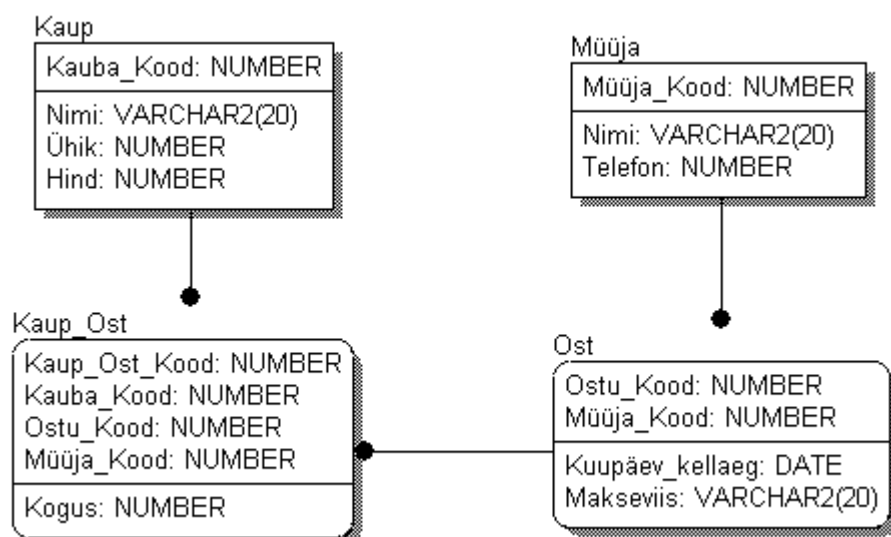 Kaup
Kauba_Kood: NUMBER
Nimi: VARCHAR2(20)
Ühik: NUMBER
Hind: NUMBER
Müüja
Müüja_Kood: NUMBER
Nimi: VARCHAR2(20)
Telefon: NUMBER
Kaup_Ost
Kaup_Ost_Kood: NUMBER
Kauba_Kood: NUMBER
Ostu_Kood: NUMBER
Müüja_Kood: NUMBER
Kogus: NUMBER
Ost
Ostu_Kood: NUMBER
Müüja_Kood: NUMBER
Kuupäev_kellaeg: DATE
Makseviis: VARCHAR2(20)